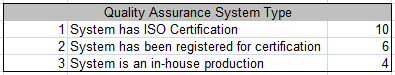 Quality Assurance System Type
1 System has ISO Certification 10
2 System has been registered for certification 6
3 System is an in-house production 4